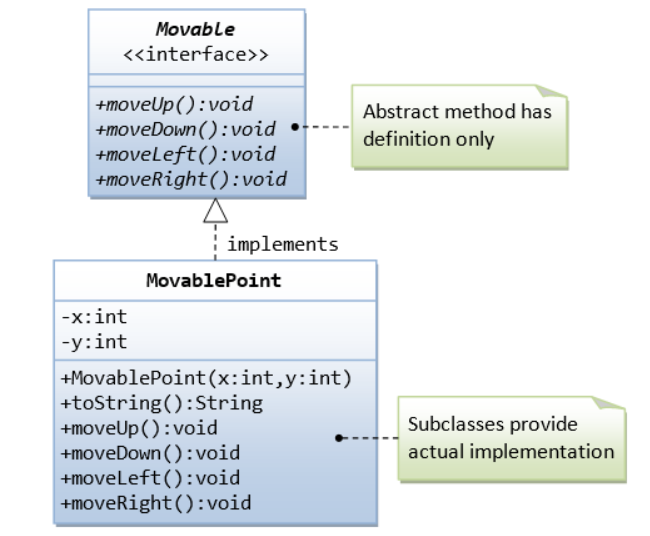 Movable
<<interface>>
+moveUp():void
+moveDown():void
+moveLeft():void
+moveRight():void
Abstract method has
definition only
implements
MovablePoint
-x:int
-y:int
+MovablePoint(x:int,y:int)
+toString():String
+moveUp():void
+moveDown():void
+moveLeft():void
+moveRight():void
Subclasses provide
actual implementation